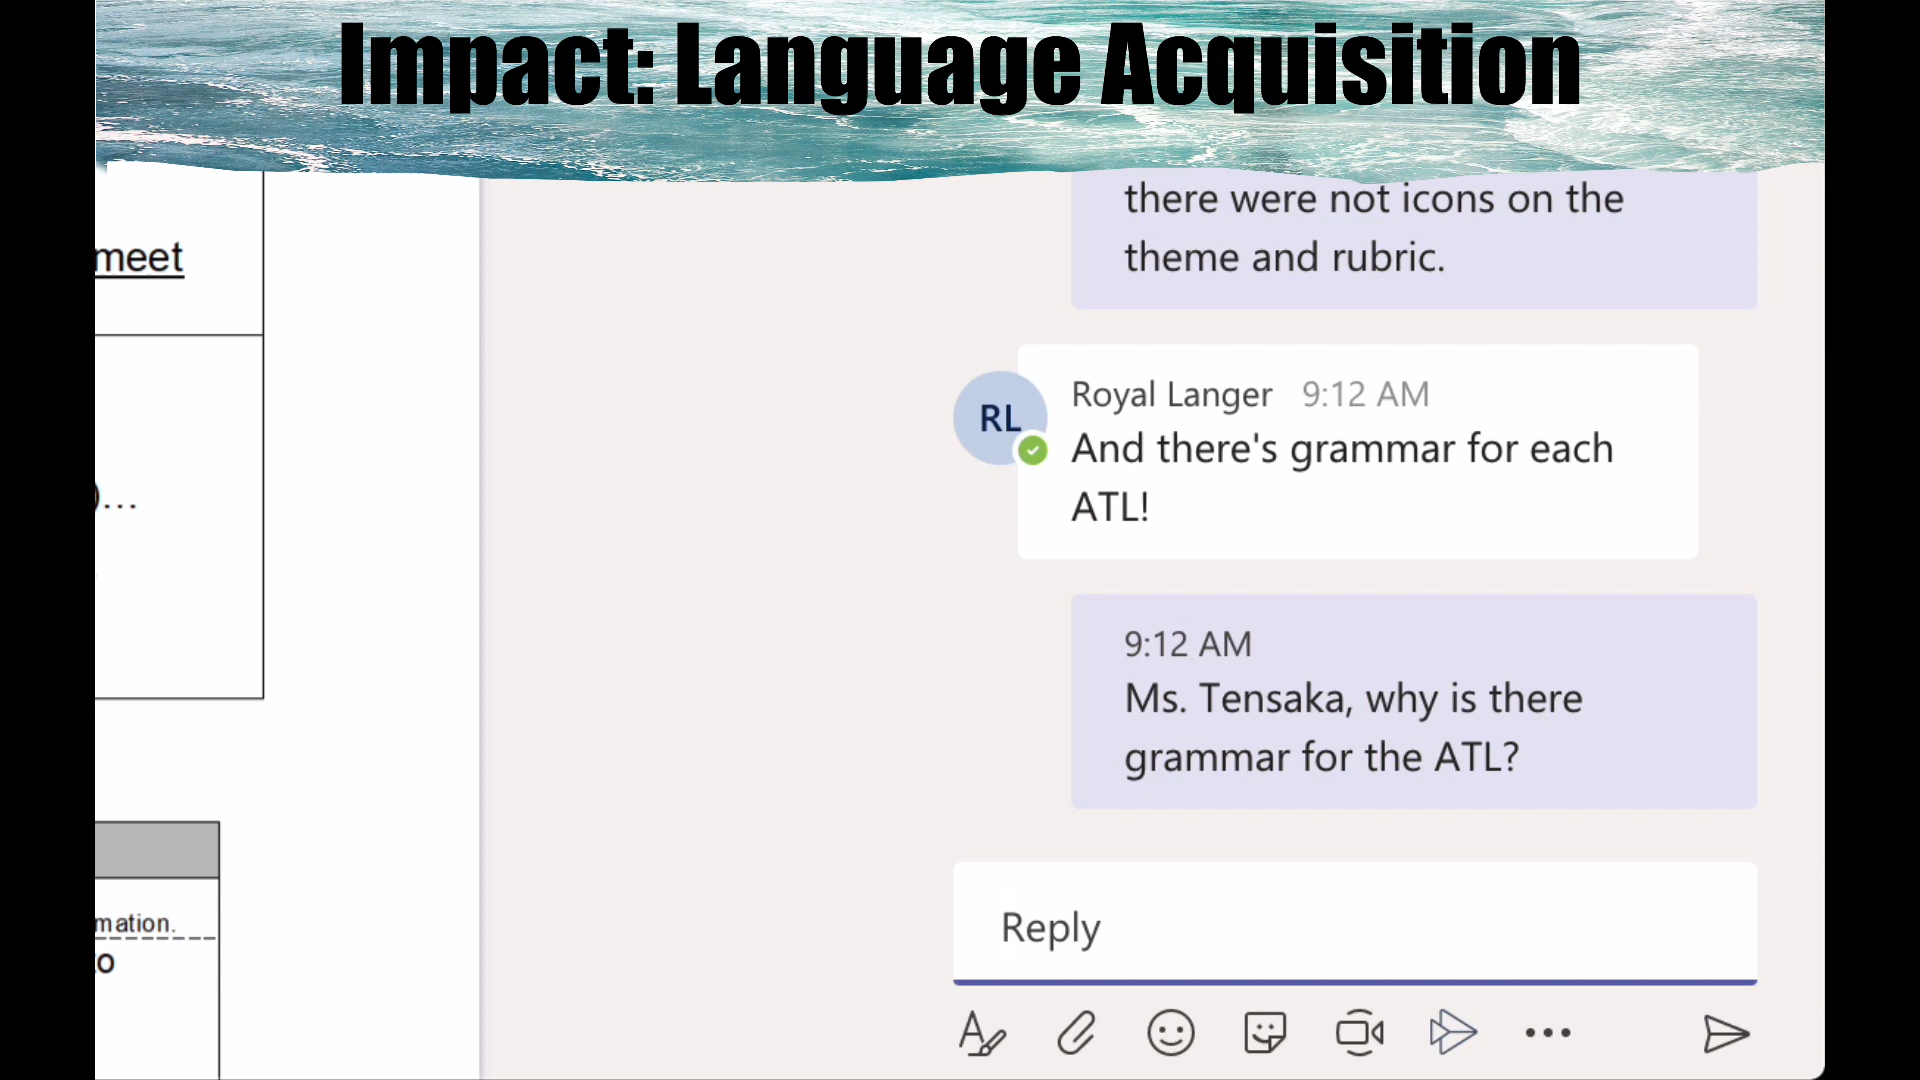 Impact: Language Acquisition
meet
)...
mation.
to
there were not icons on the
theme and rubric.
RL
Royal Langer 9:12 AM
And there's grammar for each
ATL!
9:12 AM
Ms. Tensaka, why is there
grammar for the ATL?
Reply